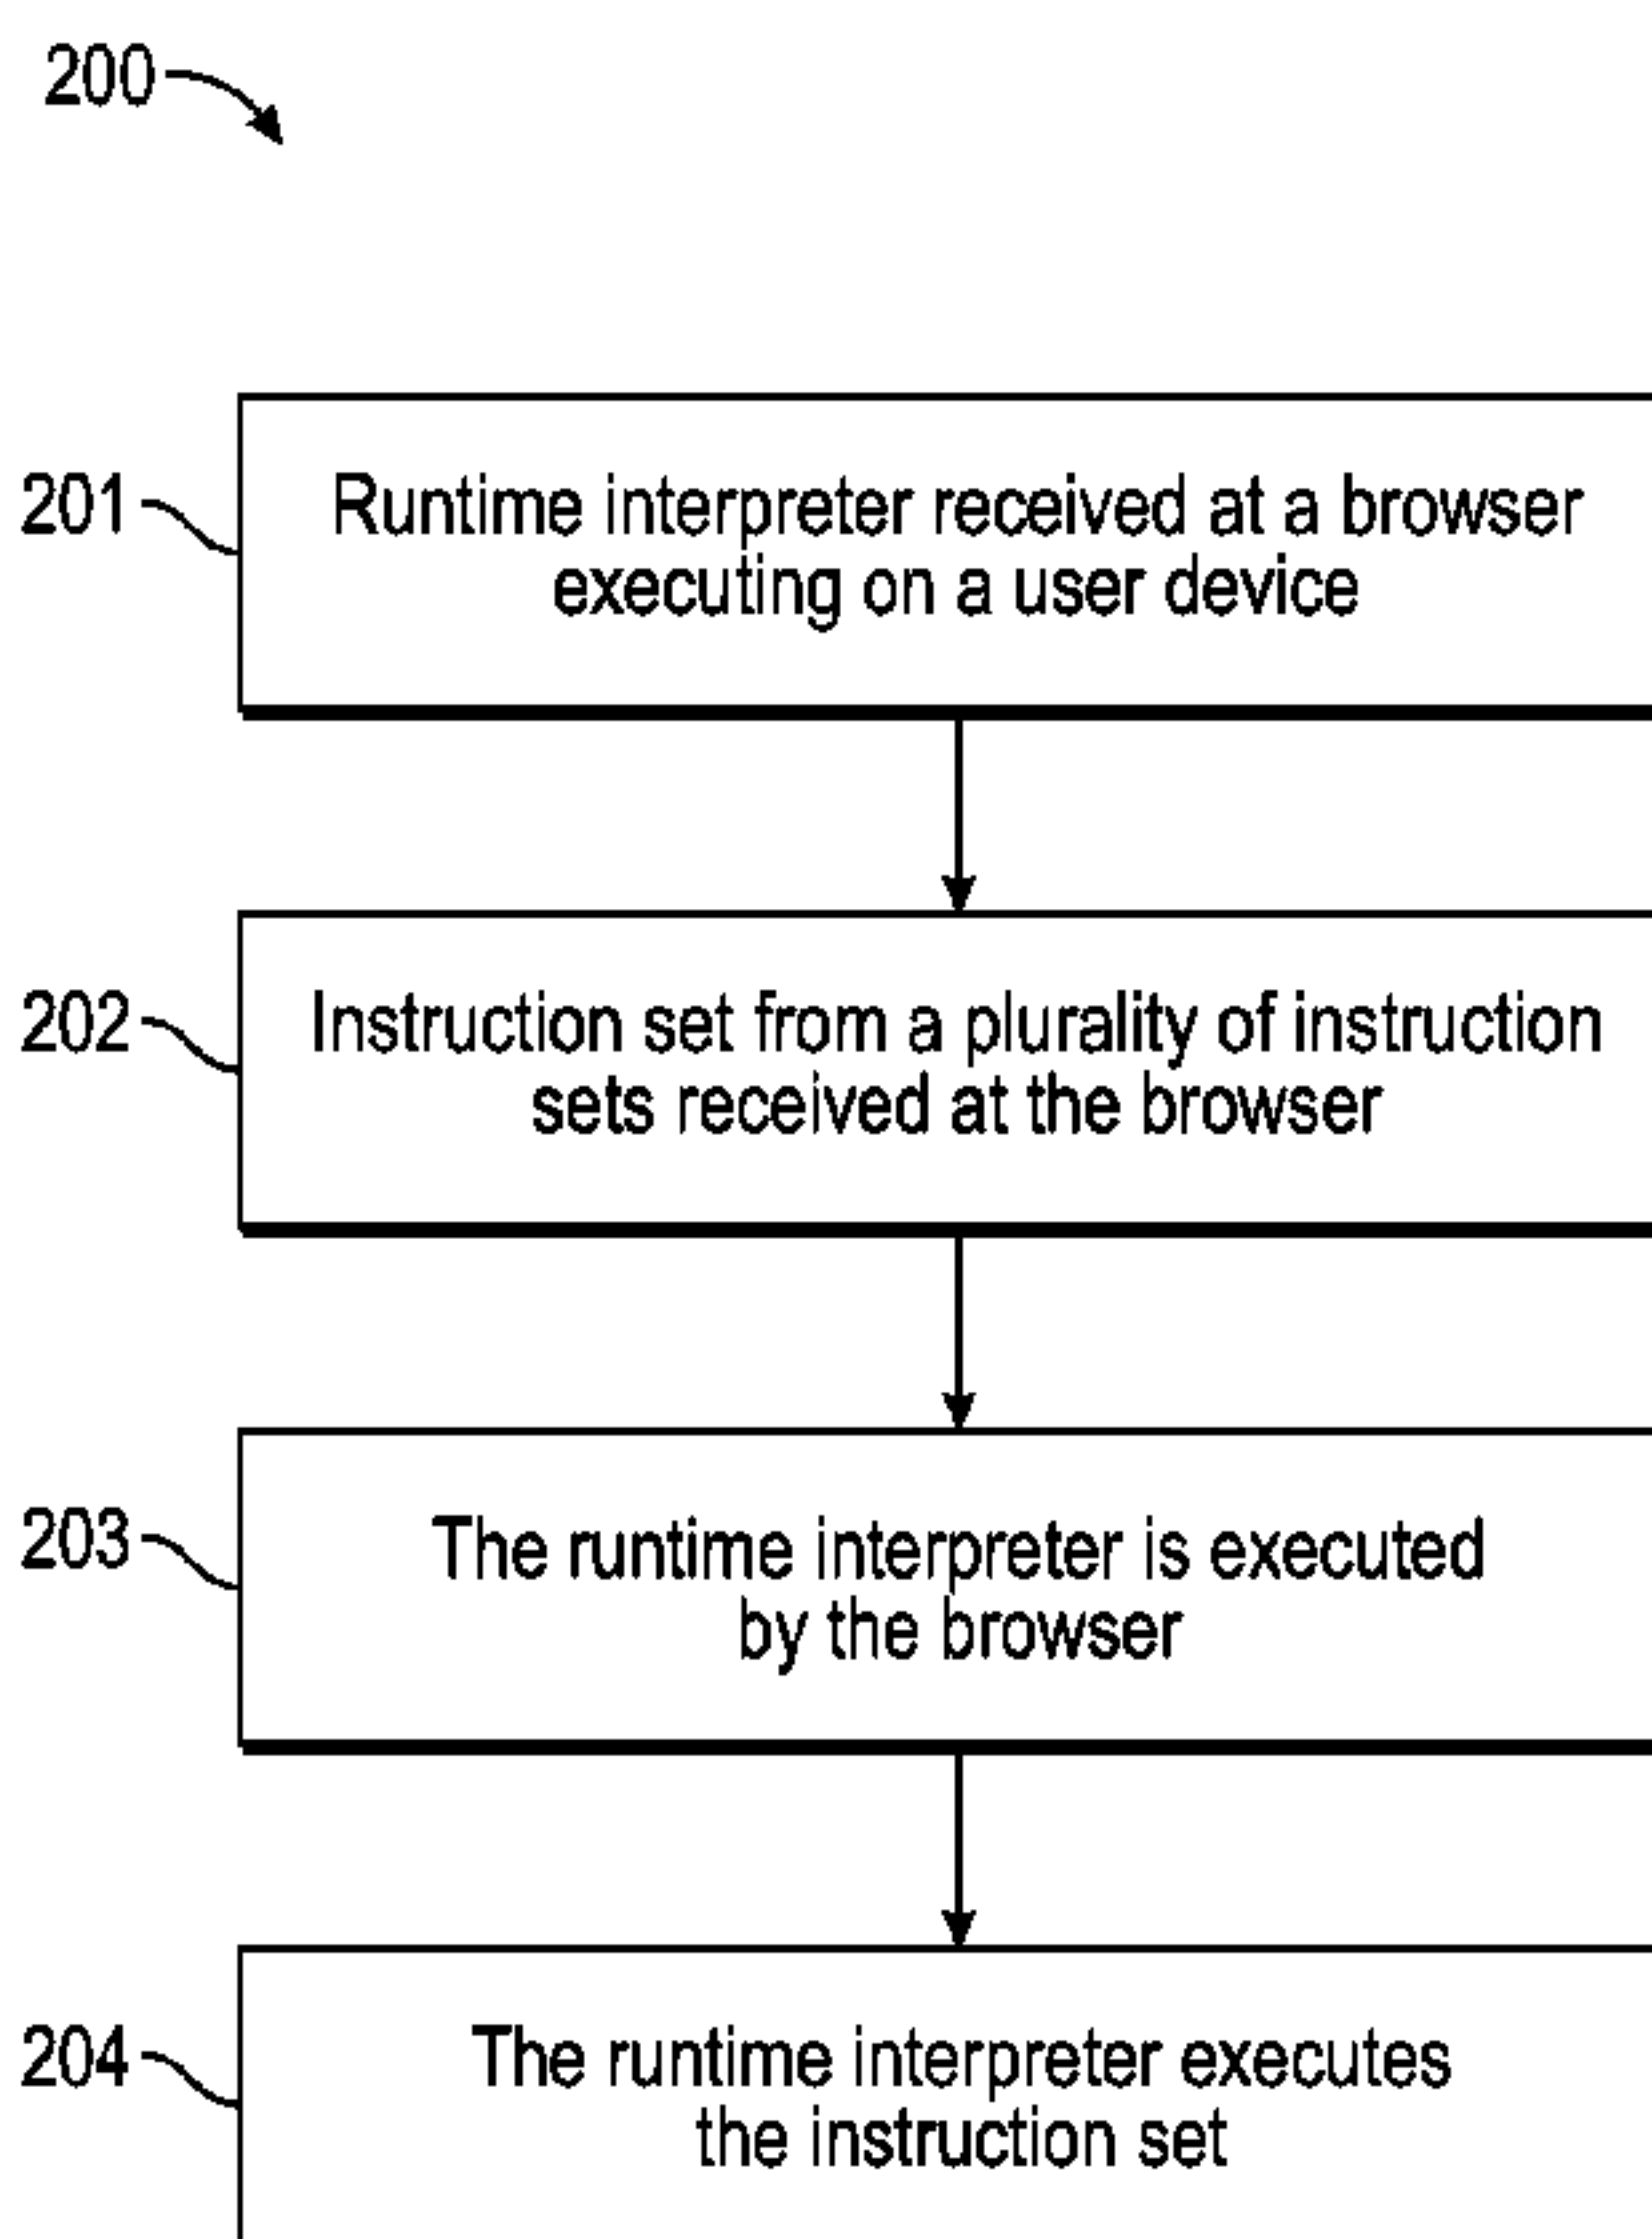 200
201
Runtime interpreter received at a browser
executing on a user device
202
Instruction set from a plurality of instruction
sets received at the browser
203
The runtime interpreter is executed
by the browser
204
The runtime interpreter executes
the instruction set